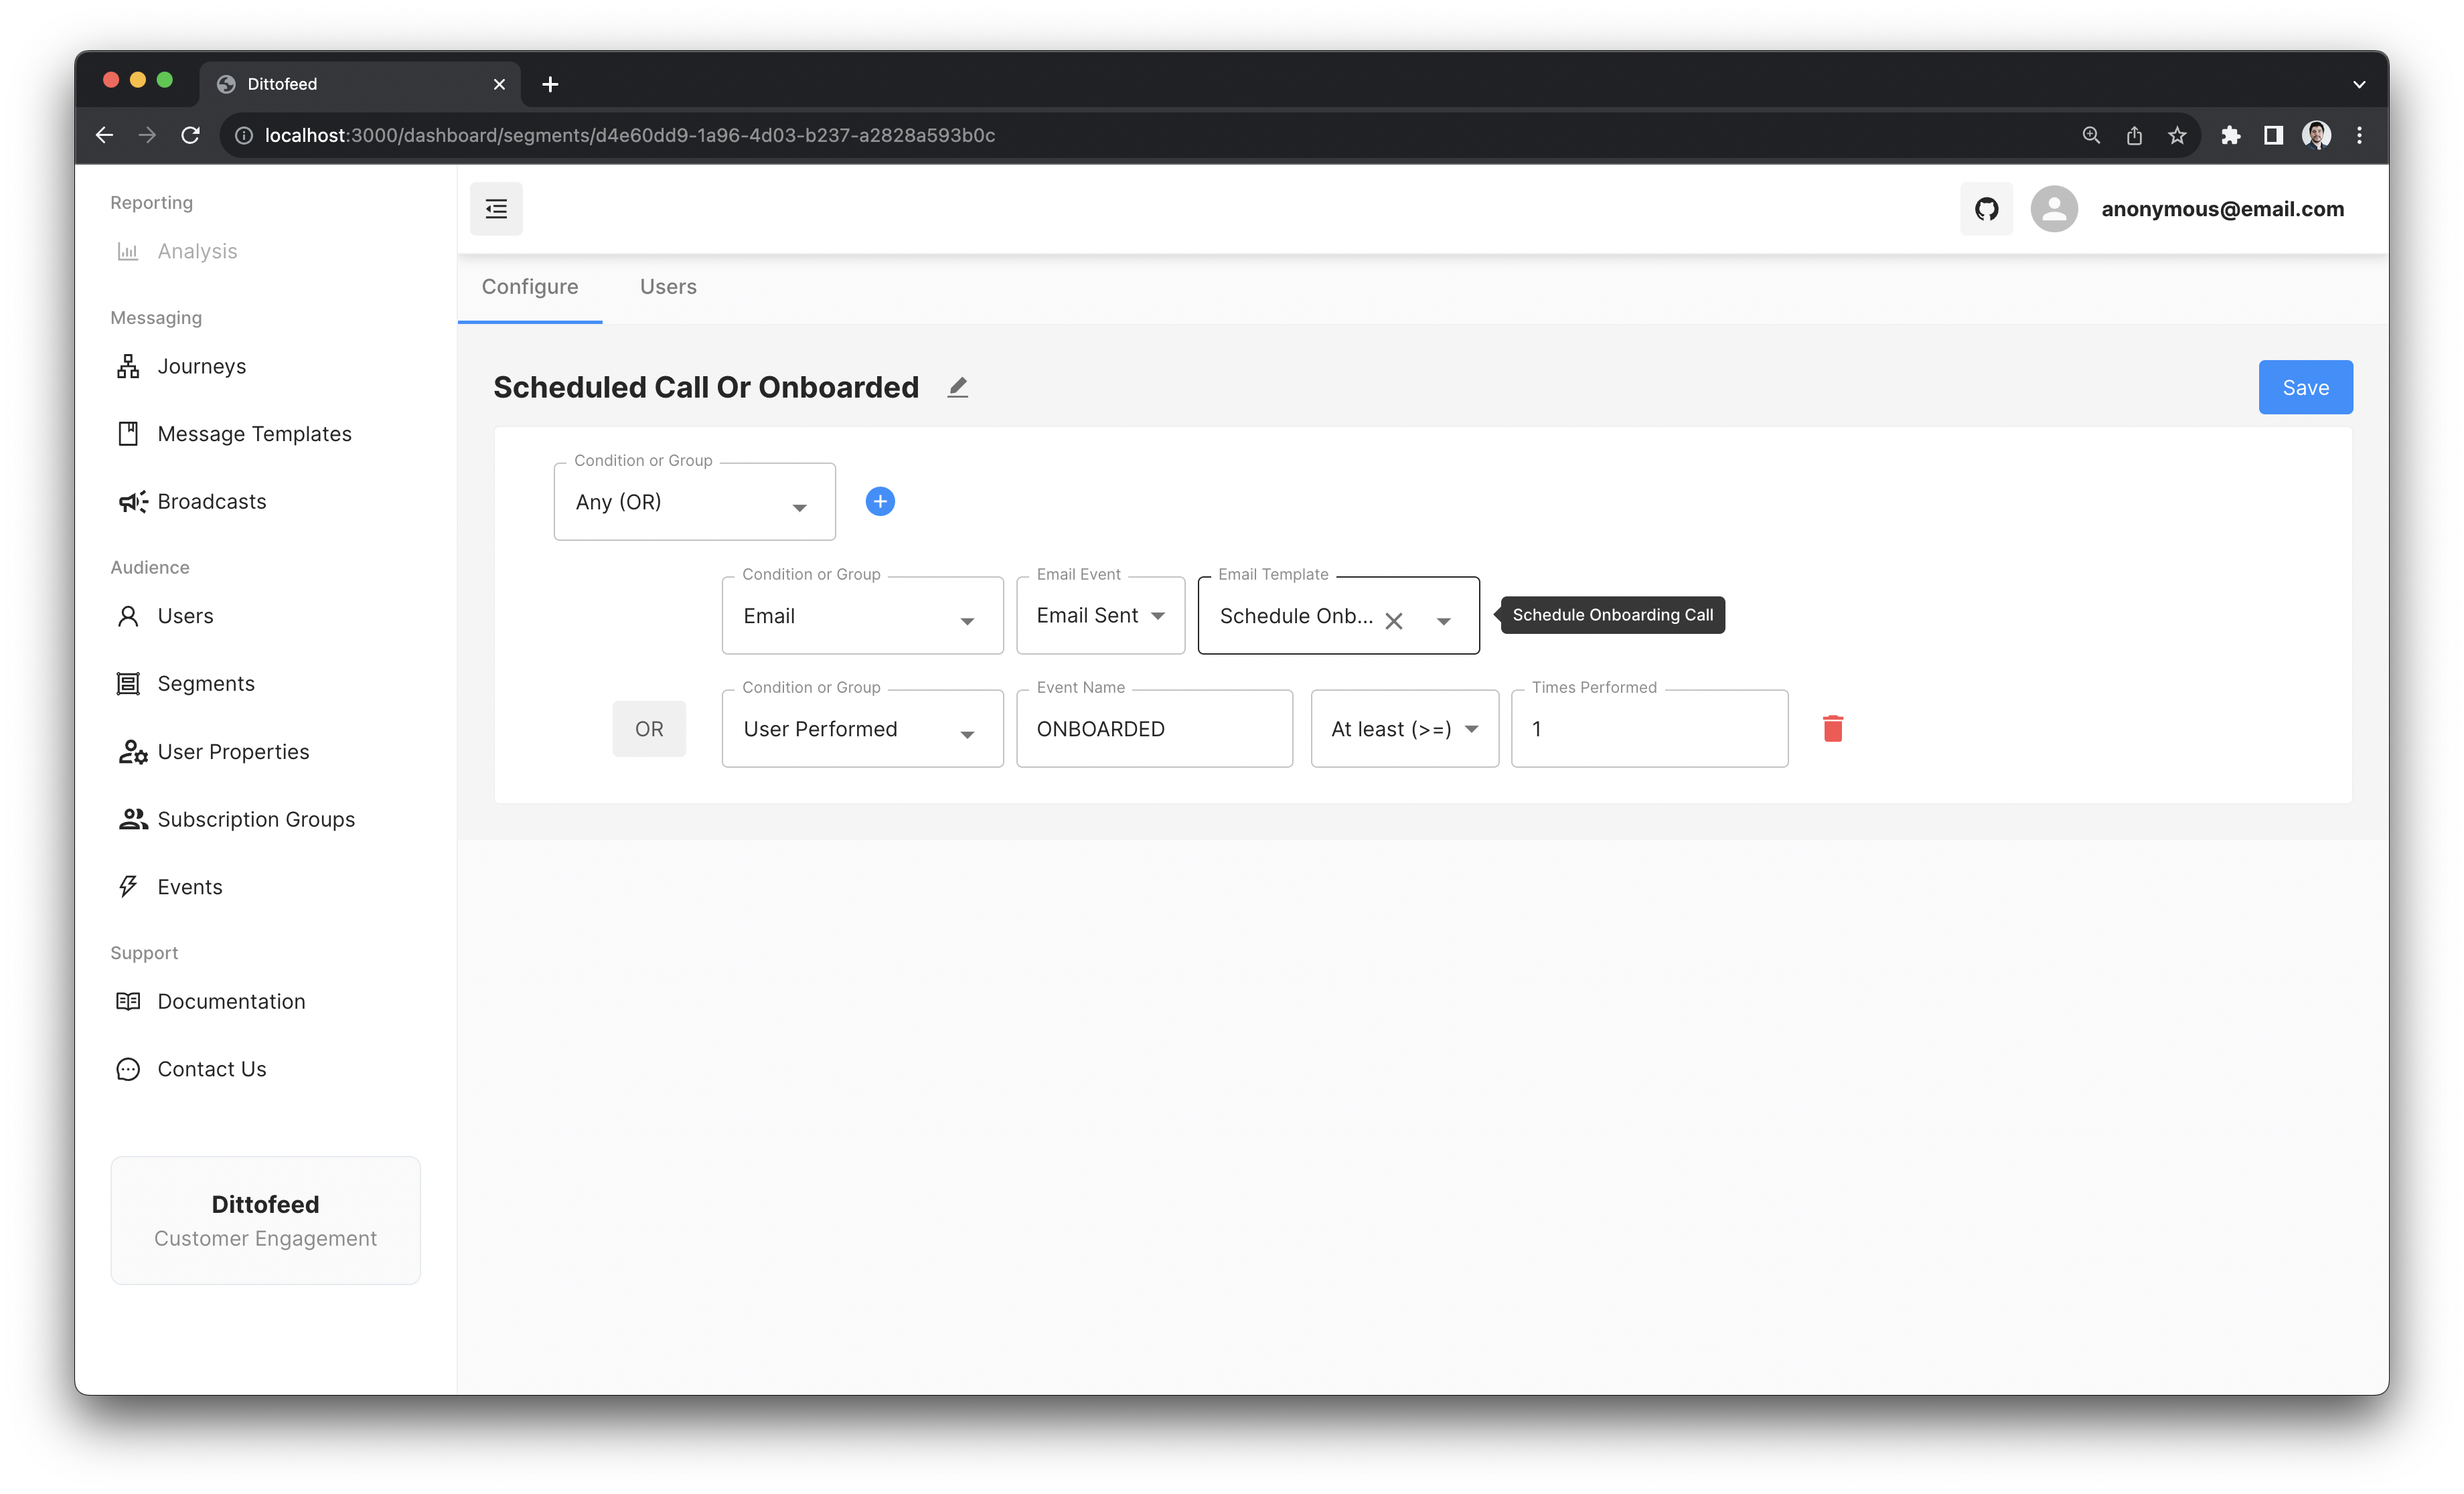 Dittofeed
localhost:3000/dashboard/segments/d4e60dd9-1a96-4d03-b237-a2828a593b0c
Reporting
Analysis
Messaging
Journeys
Message Templates
Broadcasts
Audience
Users
Segments
User Properties
Subscription Groups
Events
Support
Documentation
Contact Us
Dittofeed
Customer Engagement
anonymous@email.com
Configure Users
Scheduled Call Or Onboarded
Save
Condition or Group
Any (OR)
Condition or Group Email Event Email Template
Email Email Sent Schedule Onb... Schedule Onboarding Call
Condition or Group Event Name Times Performed
OR User Performed ONBOARDED At least (>=) 1